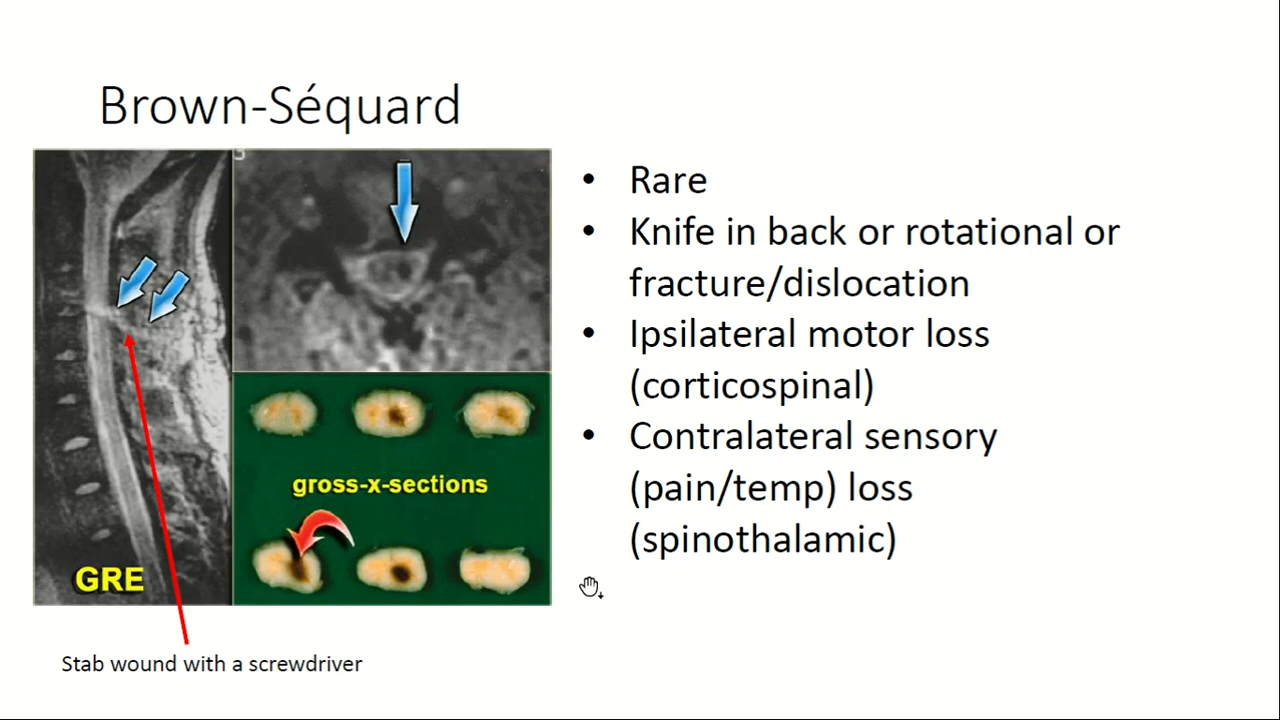 Brown-Séquard
• Rare
• Knife in back or rotational or
fracture/dislocation
• Ipsilateral motor loss
(corticospinal)
• Contralateral sensory
(pain/temp) loss
(spinothalamic)
gross-x-sections
GRE
Stab wound with a screwdriver